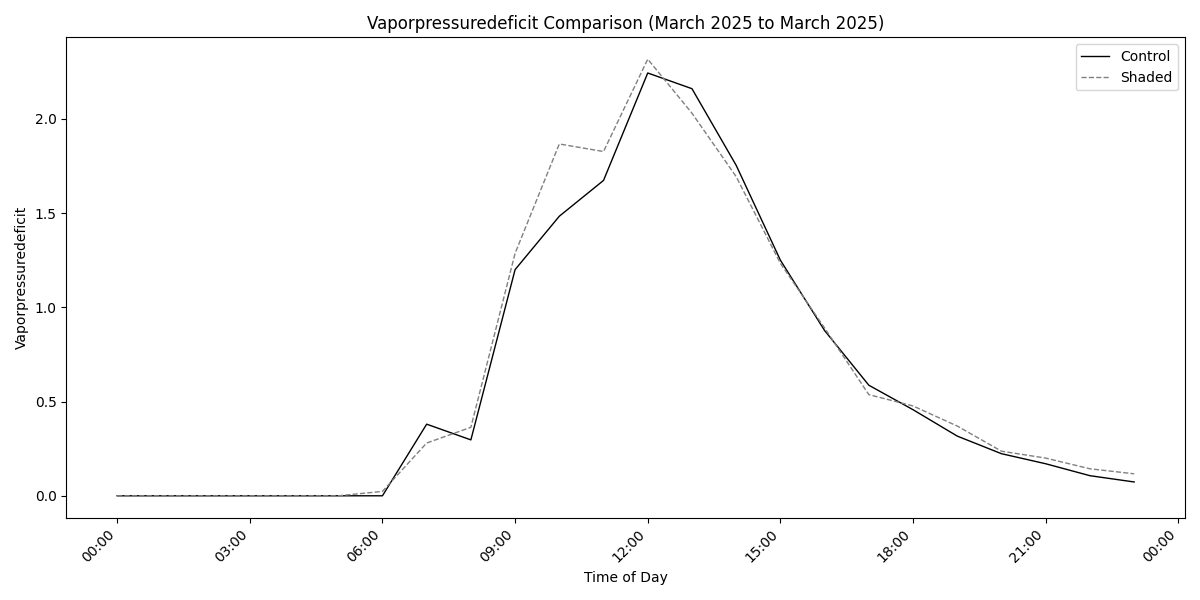 Vaporpressuredeficit Comparison (March 2025 to March 2025)
Control
Shaded
Vaporpressuredeficit
2.0
1.5
1.0
0.5
0.0
00:00
03:00
06:00
09:00
12:00
15:00
18:00
21:00
00:00
Time of Day